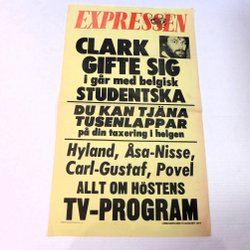 EXPRESSEN
CLARK
GIFTE SIG
i går med belgisk
STUDENTSKA
DU KAN TJÄNA
TUSENLAPPAR
på din taxering i helgen
Hyland, Åsa-Nisse,
Carl-Gustaf, Povel
ALLT OM HÖSTENS
TV-PROGRAM